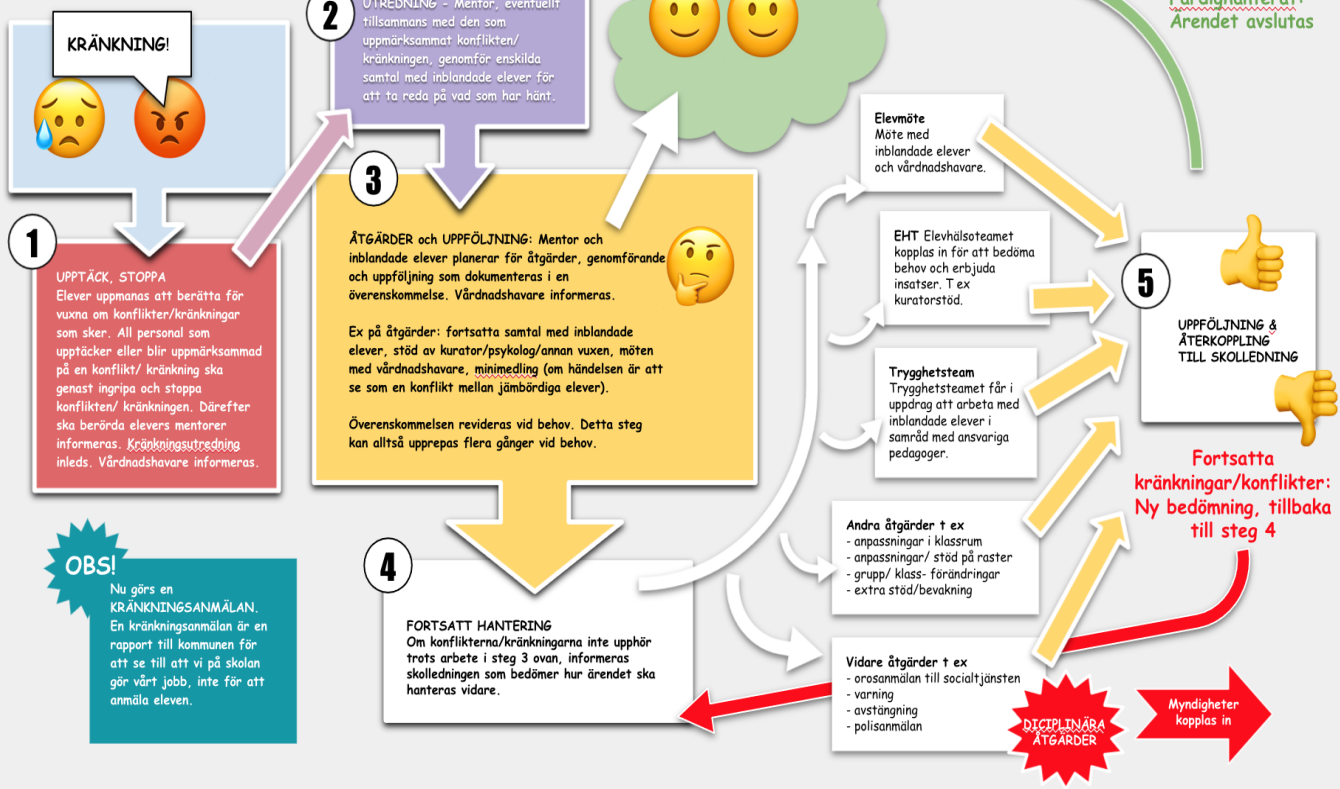 KRÄNKNING!
2
UTREDNING - Mentor, eventuellt
tillsammans med den som
uppmärksammat konflikten/
kränkningen, genomför enskilda
samtal med inblandade elever för
att ta reda på vad som har hänt.
Färdighanterat:
Ärendet avslutas
1
UPPTÄCK, STOPPA
Elever uppmanas att berätta för
vuxna om konflikter/kränkningar
som sker. All personal som
upptäcker eller blir uppmärksammad
på en konflikt/ kränkning ska
genast ingripa och stoppa
konflikten/ kränkningen. Därefter
ska berörda elevers mentorer
informeras. Kränkningsutredning
inleds. Vårdnadshavare informeras.
3
ÅTGÄRDER och UPPFÖLJNING: Mentor och
inblandade elever planerar för åtgärder, genomförande
och uppföljning som dokumenteras i en
överenskommelse. Vårdnadshavare informeras.
Ex på åtgärder: fortsatta samtal med inblandade
elever, stöd av kurator/psykolog/annan vuxen, möten
med vårdnadshavare, minimedling (om händelsen är att
se som en konflikt mellan jämbördiga elever).
Överenskommelsen revideras vid behov. Detta steg
kan alltså upprepas flera gånger vid behov.
OBS!
Nu görs en
KRÄNKNINGSANMÄLAN.
En kränkningsanmälan är en
rapport till kommunen för
att se till att vi på skolan
gör vårt jobb, inte för att
anmäla eleven.
4
FORTSATT HANTERING
Om konflikterna/kränkningarna inte upphör
trots arbete i steg 3 ovan, informeras
skolledningen som bedömer hur ärendet ska
hanteras vidare.
Elevmöte
Möte med
inblandade elever
och vårdnadshavare.
EHT Elevhälsoteamet
kopplas in för att bedöma
behov och erbjuda
insatser. T ex
kuratorstöd.
Trygghetsteam
Trygghetsteamet får i
uppdrag att arbeta med
inblandade elever i
samråd med ansvariga
pedagoger.
Andra åtgärder t ex
- anpassningar i klassrum
- anpassningar/ stöd på raster
- grupp/ klass- förändringar
- extra stöd/bevakning
Vidare åtgärder t ex
- orosanmälan till socialtjänsten
- varning
- avstängning
- polisanmälan
DICIPLINÄRA
ÅTGÄRDER
Myndigheter
kopplas in
5
UPPFÖLJNING &
ÅTERKOPPLING
TILL SKOLLEDNING
Fortsatta
kränkningar/konflikter:
Ny bedömning, tillbaka
till steg 4